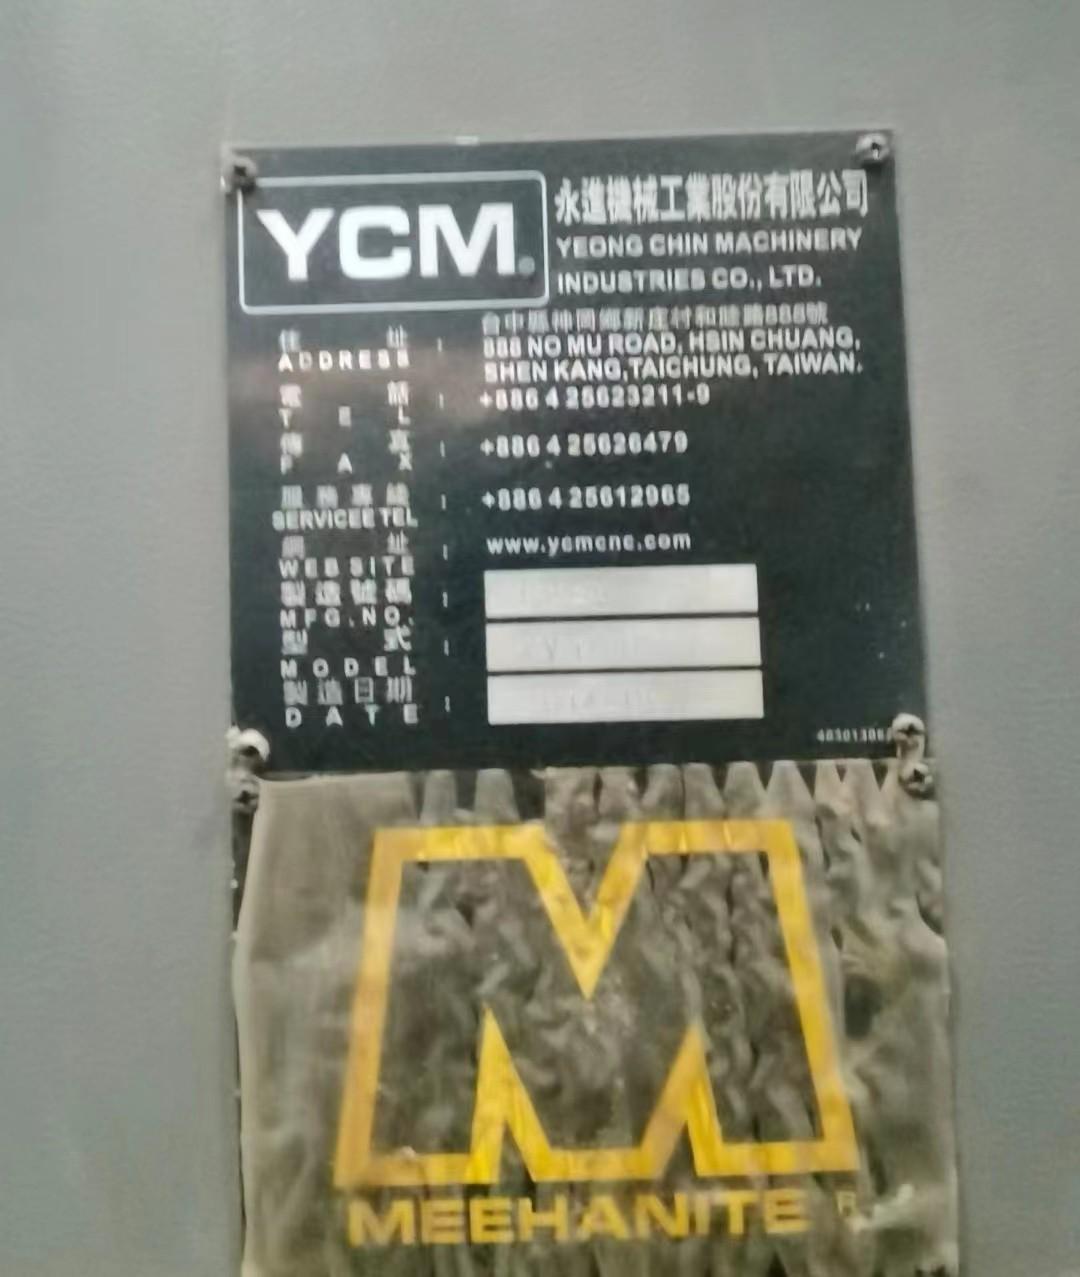 YCM®
永進機械工業股份有限公司
YEONG CHIN MACHINERY
INDUSTRIES CO., LTD.
住址 :
ADDRESS
888 NO MU ROAD, HSIN CHUANG,
SHEN KANG, TAICHUNG, TAIWAN.
電話 : +886 4 25623211-9
TEL
傳真 : +886 4 25626479
FAX
服務專線 : +886 4 25612965
SERVICEE TEL
網址 : www.ycmcnc.com
WEBSITE
製造號碼 :
MFG.NO.
型式 :
MODEL
製造日期 :
DATE
MEEHANITE ®